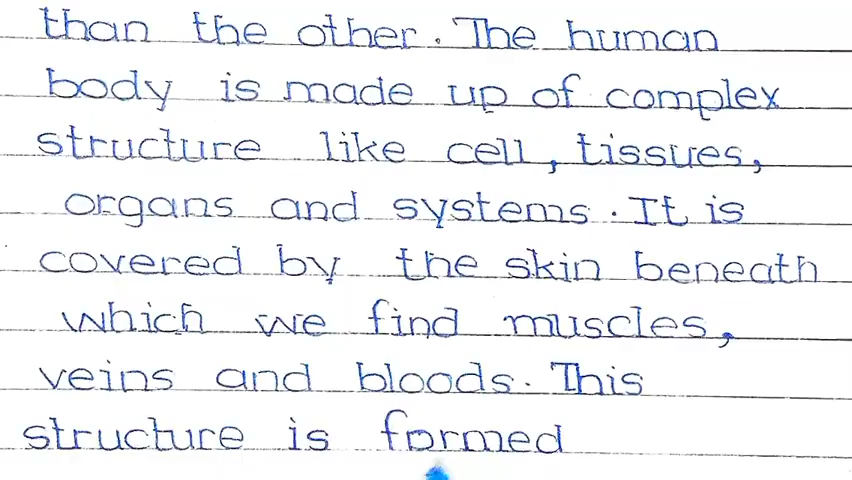 than the other. The human
body is made up of complex
structure like cell, tissues,
organs and systems. It is
covered by the skin beneath
which we find muscles,
veins and bloods. This
structure is formed